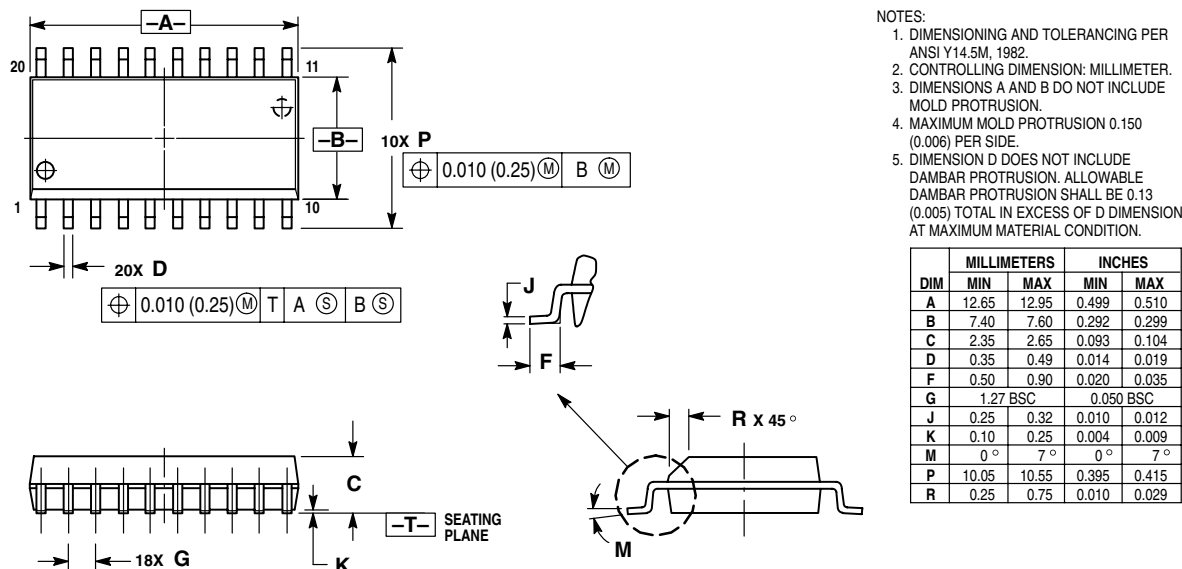 –A–
20
11
–B–
10X P
⌖ 0.010 (0.25) Ⓜ B Ⓜ
1
10
20X D
⌖ 0.010 (0.25) Ⓜ T A Ⓢ B Ⓢ
J
F
R X 45°
C
–T– SEATING
PLANE
M
18X G
K
NOTES:
1. DIMENSIONING AND TOLERANCING PER
ANSI Y14.5M, 1982.
2. CONTROLLING DIMENSION: MILLIMETER.
3. DIMENSIONS A AND B DO NOT INCLUDE
MOLD PROTRUSION.
4. MAXIMUM MOLD PROTRUSION 0.150
(0.006) PER SIDE.
5. DIMENSION D DOES NOT INCLUDE
DAMBAR PROTRUSION. ALLOWABLE
DAMBAR PROTRUSION SHALL BE 0.13
(0.005) TOTAL IN EXCESS OF D DIMENSION
AT MAXIMUM MATERIAL CONDITION.
MILLIMETERS INCHES
DIM MIN MAX MIN MAX
A 12.65 12.95 0.499 0.510
B 7.40 7.60 0.292 0.299
C 2.35 2.65 0.093 0.104
D 0.35 0.49 0.014 0.019
F 0.50 0.90 0.020 0.035
G 1.27 BSC 0.050 BSC
J 0.25 0.32 0.010 0.012
K 0.10 0.25 0.004 0.009
M 0° 7° 0° 7°
P 10.05 10.55 0.395 0.415
R 0.25 0.75 0.010 0.029